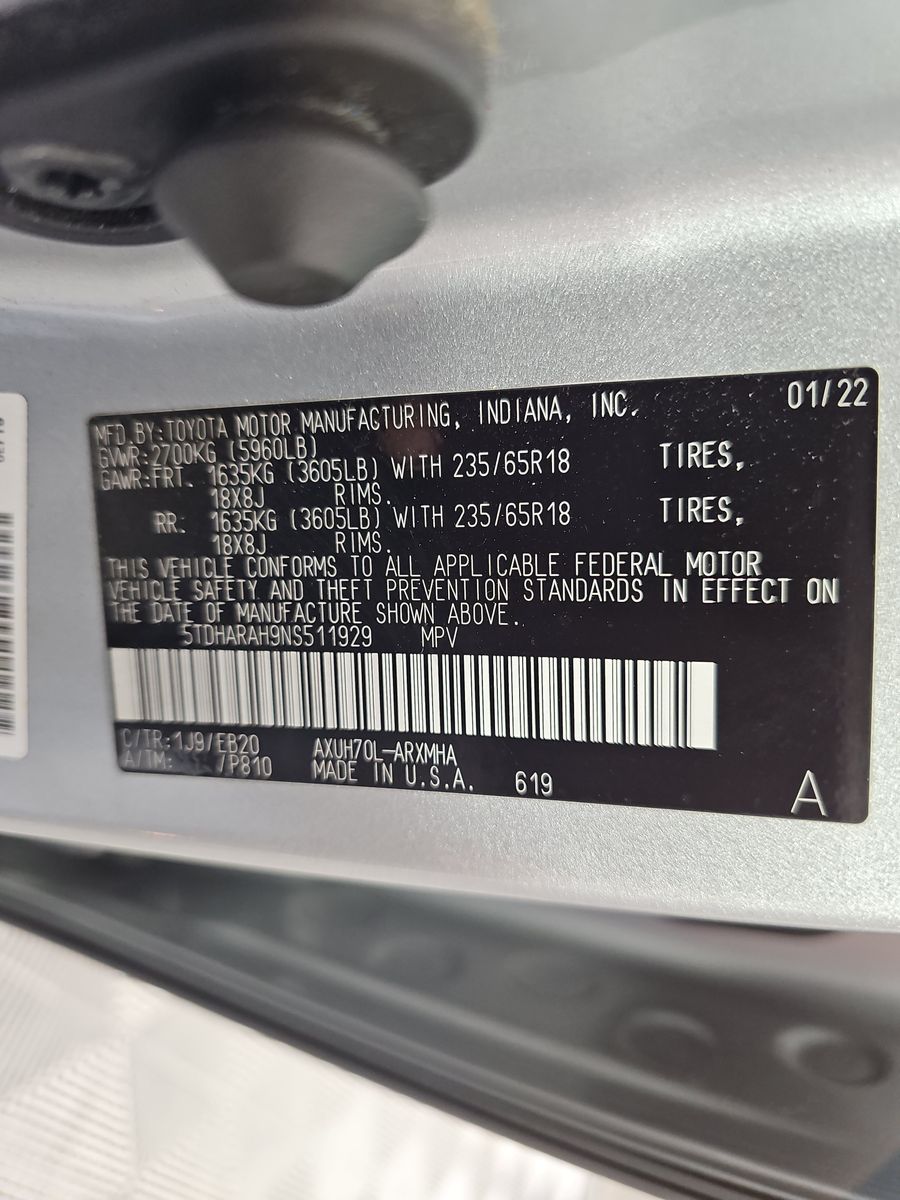 01/22
MFD. BY: TOYOTA MOTOR MANUFACTURING, INDIANA, INC.
GVWR: 2700KG (5960LB)
GAWR: FRT. 1635KG (3605LB) WITH 235/65R18 TIRES,
18X8J RIMS.
RR. 1635KG (3605LB) WITH 235/65R18 TIRES,
18X8J RIMS.
THIS VEHICLE CONFORMS TO ALL APPLICABLE FEDERAL MOTOR
VEHICLE SAFETY AND THEFT PREVENTION STANDARDS IN EFFECT ON
THE DATE OF MANUFACTURE SHOWN ABOVE.
5TDHARAH9NS511929 MPV
C/TR: 1J9/EB20 AXUH70L-ARXMHA
A/TM: /P810 MADE IN U.S.A. 619
A